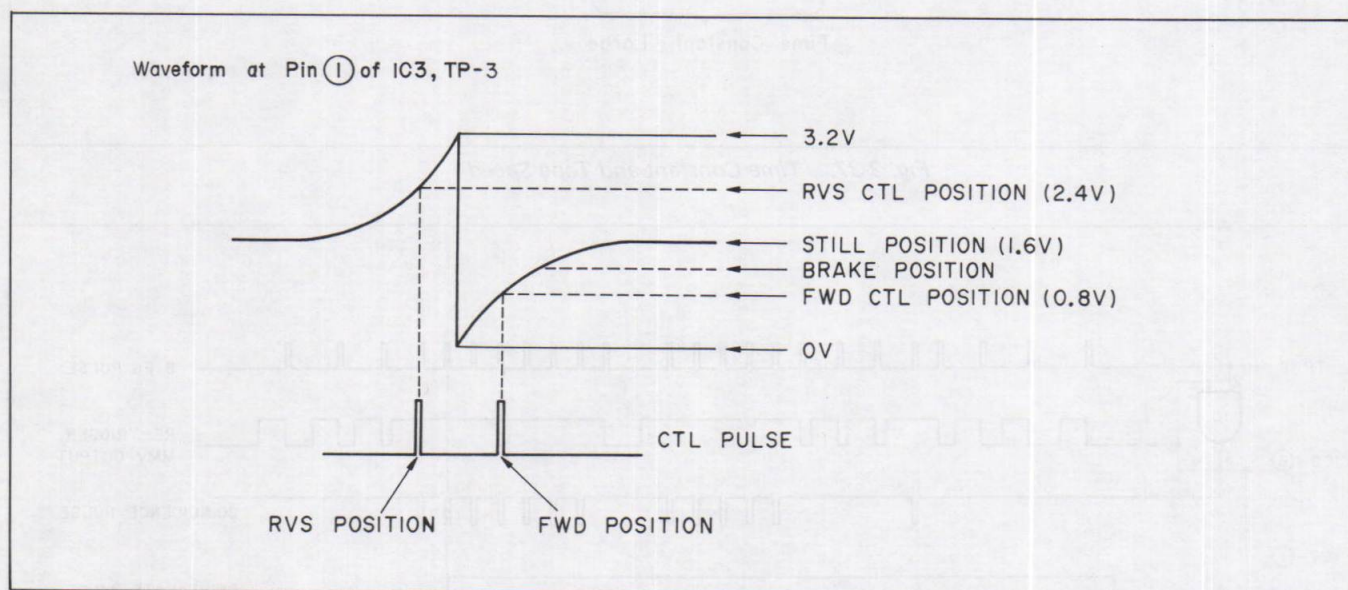 Waveform at Pin ① of IC3, TP-3
3.2V
RVS CTL POSITION (2.4V)
STILL POSITION (1.6V)
BRAKE POSITION
FWD CTL POSITION (0.8V)
0V
CTL PULSE
RVS POSITION
FWD POSITION